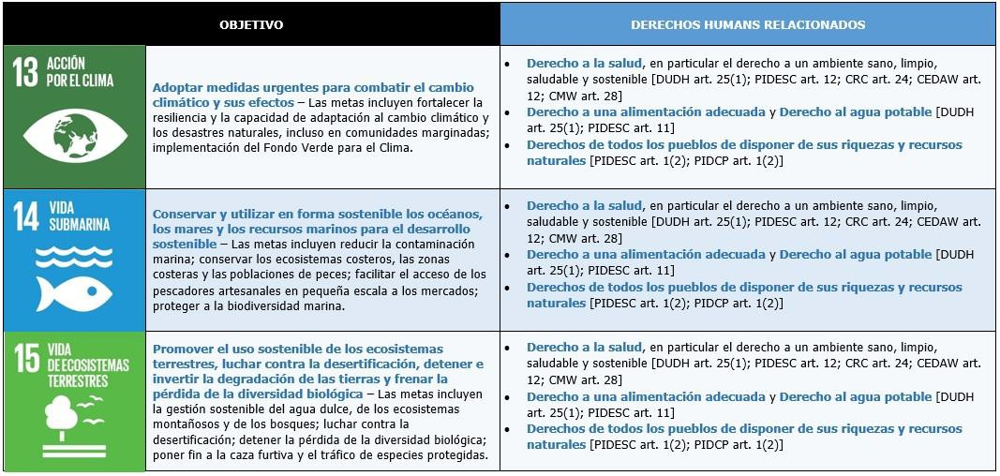 OBJETIVO
DERECHOS HUMANS RELACIONADOS
13 ACCIÓN
POR EL CLIMA
Adoptar medidas urgentes para combatir el cambio
climático y sus efectos – Las metas incluyen fortalecer la
resiliencia y la capacidad de adaptación al cambio climático y
los desastres naturales, incluso en comunidades marginadas;
implementación del Fondo Verde para el Clima.
• Derecho a la salud, en particular el derecho a un ambiente sano, limpio,
saludable y sostenible [DUDH art. 25(1); PIDESC art. 12; CRC art. 24; CEDAW art.
12; CMW art. 28]
• Derecho a una alimentación adecuada y Derecho al agua potable [DUDH
art. 25(1); PIDESC art. 11]
• Derechos de todos los pueblos de disponer de sus riquezas y recursos
naturales [PIDESC art. 1(2); PIDCP art. 1(2)]
14 VIDA
SUBMARINA
Conservar y utilizar en forma sostenible los océanos,
los mares y los recursos marinos para el desarrollo
sostenible – Las metas incluyen reducir la contaminación
marina; conservar los ecosistemas costeros, las zonas
costeras y las poblaciones de peces; facilitar el acceso de los
pescadores artesanales en pequeña escala a los mercados;
proteger a la biodiversidad marina.
• Derecho a la salud, en particular el derecho a un ambiente sano, limpio,
saludable y sostenible [DUDH art. 25(1); PIDESC art. 12; CRC art. 24; CEDAW art.
12; CMW art. 28]
• Derecho a una alimentación adecuada y Derecho al agua potable [DUDH
art. 25(1); PIDESC art. 11]
• Derechos de todos los pueblos de disponer de sus riquezas y recursos
naturales [PIDESC art. 1(2); PIDCP art. 1(2)]
15 VIDA
DE ECOSISTEMAS
TERRESTRES
Promover el uso sostenible de los ecosistemas
terrestres, luchar contra la desertificación, detener e
invertir la degradación de las tierras y frenar la
pérdida de la diversidad biológica – Las metas incluyen
la gestión sostenible del agua dulce, de los ecosistemas
montañosos y de los bosques; luchar contra la
desertificación; detener la pérdida de la diversidad biológica;
poner fin a la caza furtiva y el tráfico de especies protegidas.
• Derecho a la salud, en particular el derecho a un ambiente sano, limpio,
saludable y sostenible [DUDH art. 25(1); PIDESC art. 12; CRC art. 24; CEDAW art.
12; CMW art. 28]
• Derecho a una alimentación adecuada y Derecho al agua potable [DUDH
art. 25(1); PIDESC art. 11]
• Derechos de todos los pueblos de disponer de sus riquezas y recursos
naturales [PIDESC art. 1(2); PIDCP art. 1(2)]